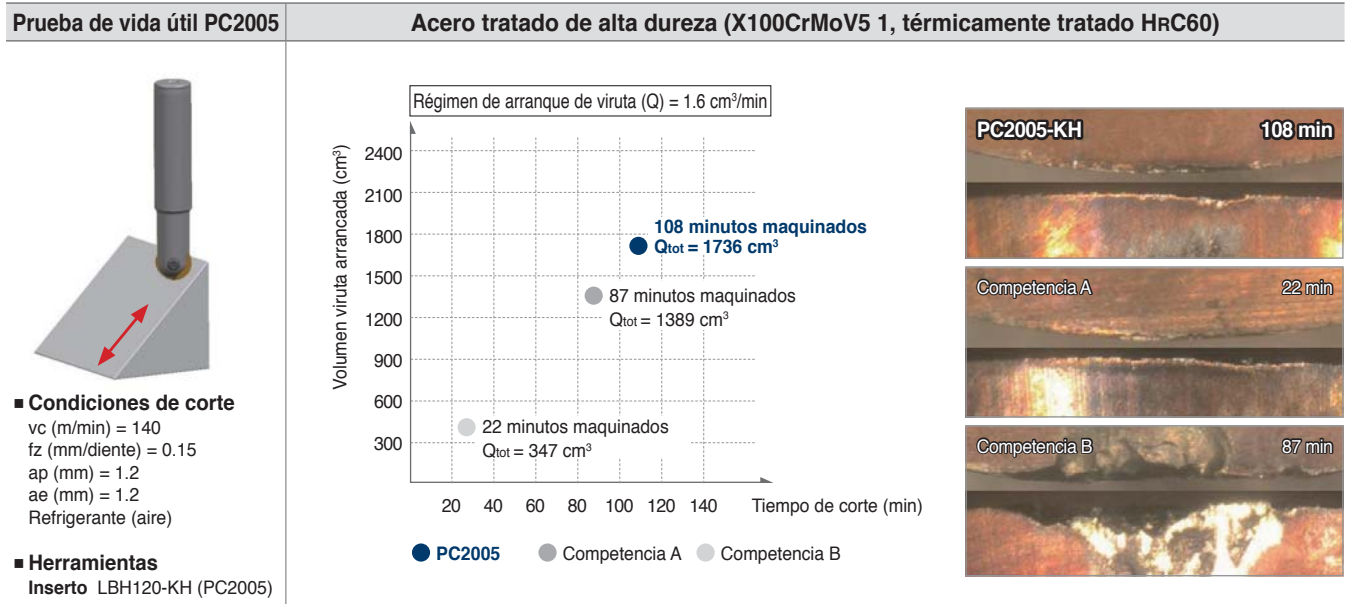 Prueba de vida útil PC2005
Acero tratado de alta dureza (X100CrMoV5 1, térmicamente tratado HRC60)
■ Condiciones de corte
vc (m/min) = 140
fz (mm/diente) = 0.15
ap (mm) = 1.2
ae (mm) = 1.2
Refrigerante (aire)
■ Herramientas
Inserto LBH120-KH (PC2005)
Régimen de arranque de viruta (Q) = 1.6 cm³/min
Volumen viruta arrancada (cm³)
2400
2100
1800
1500
1200
900
600
300
108 minutos maquinados
Qtot = 1736 cm³
87 minutos maquinados
Qtot = 1389 cm³
22 minutos maquinados
Qtot = 347 cm³
20 40 60 80 100 120 140 Tiempo de corte (min)
PC2005 Competencia A Competencia B
PC2005-KH 108 min
Competencia A 22 min
Competencia B 87 min